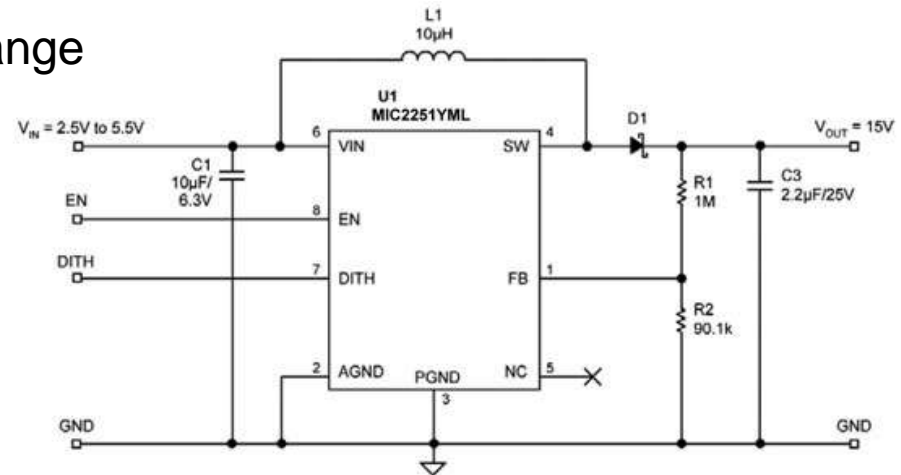 ange
L1
10µH
U1
MIC2251YML
V_IN = 2.5V to 5.5V
6
VIN
SW
4
D1
V_OUT = 15V
C1
10µF/
6.3V
R1
1M
C3
2.2µF/25V
EN
8
EN
DITH
7
DITH
FB
1
R2
90.1k
2
AGND
PGND
3
NC
5
GND
GND